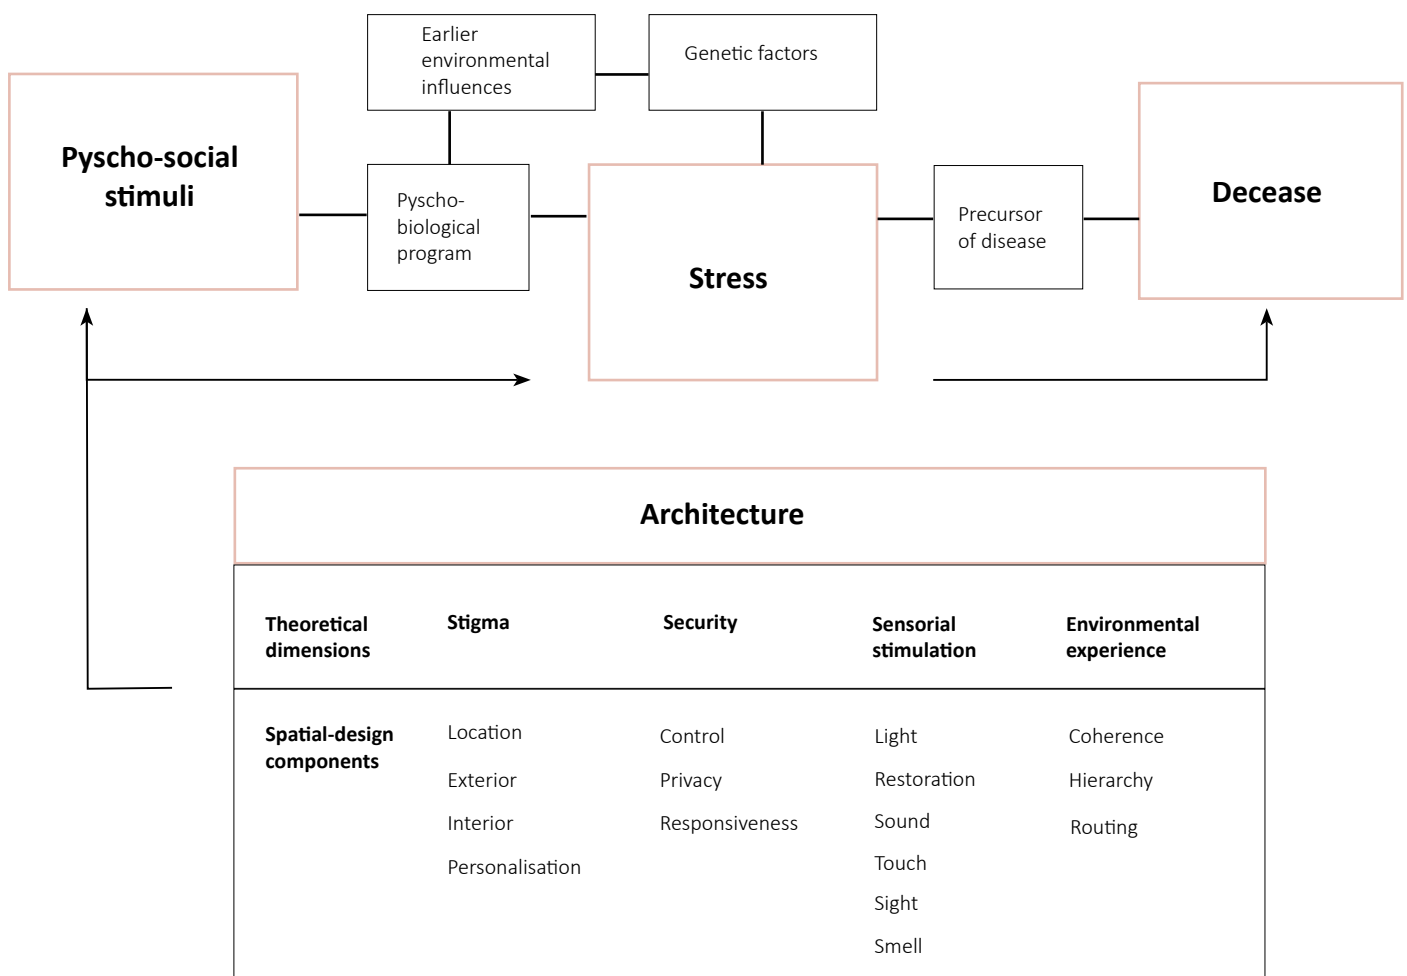 Earlier
environmental
influences
Genetic factors
Pyscho-social
stimuli
Pyscho-
biological
program
Stress
Precursor
of disease
Decease
Architecture
Theoretical
dimensions
Stigma
Security
Sensorial
stimulation
Environmental
experience
Spatial-design
components
Location
Exterior
Interior
Personalisation
Control
Privacy
Responsiveness
Light
Restoration
Sound
Touch
Sight
Smell
Coherence
Hierarchy
Routing